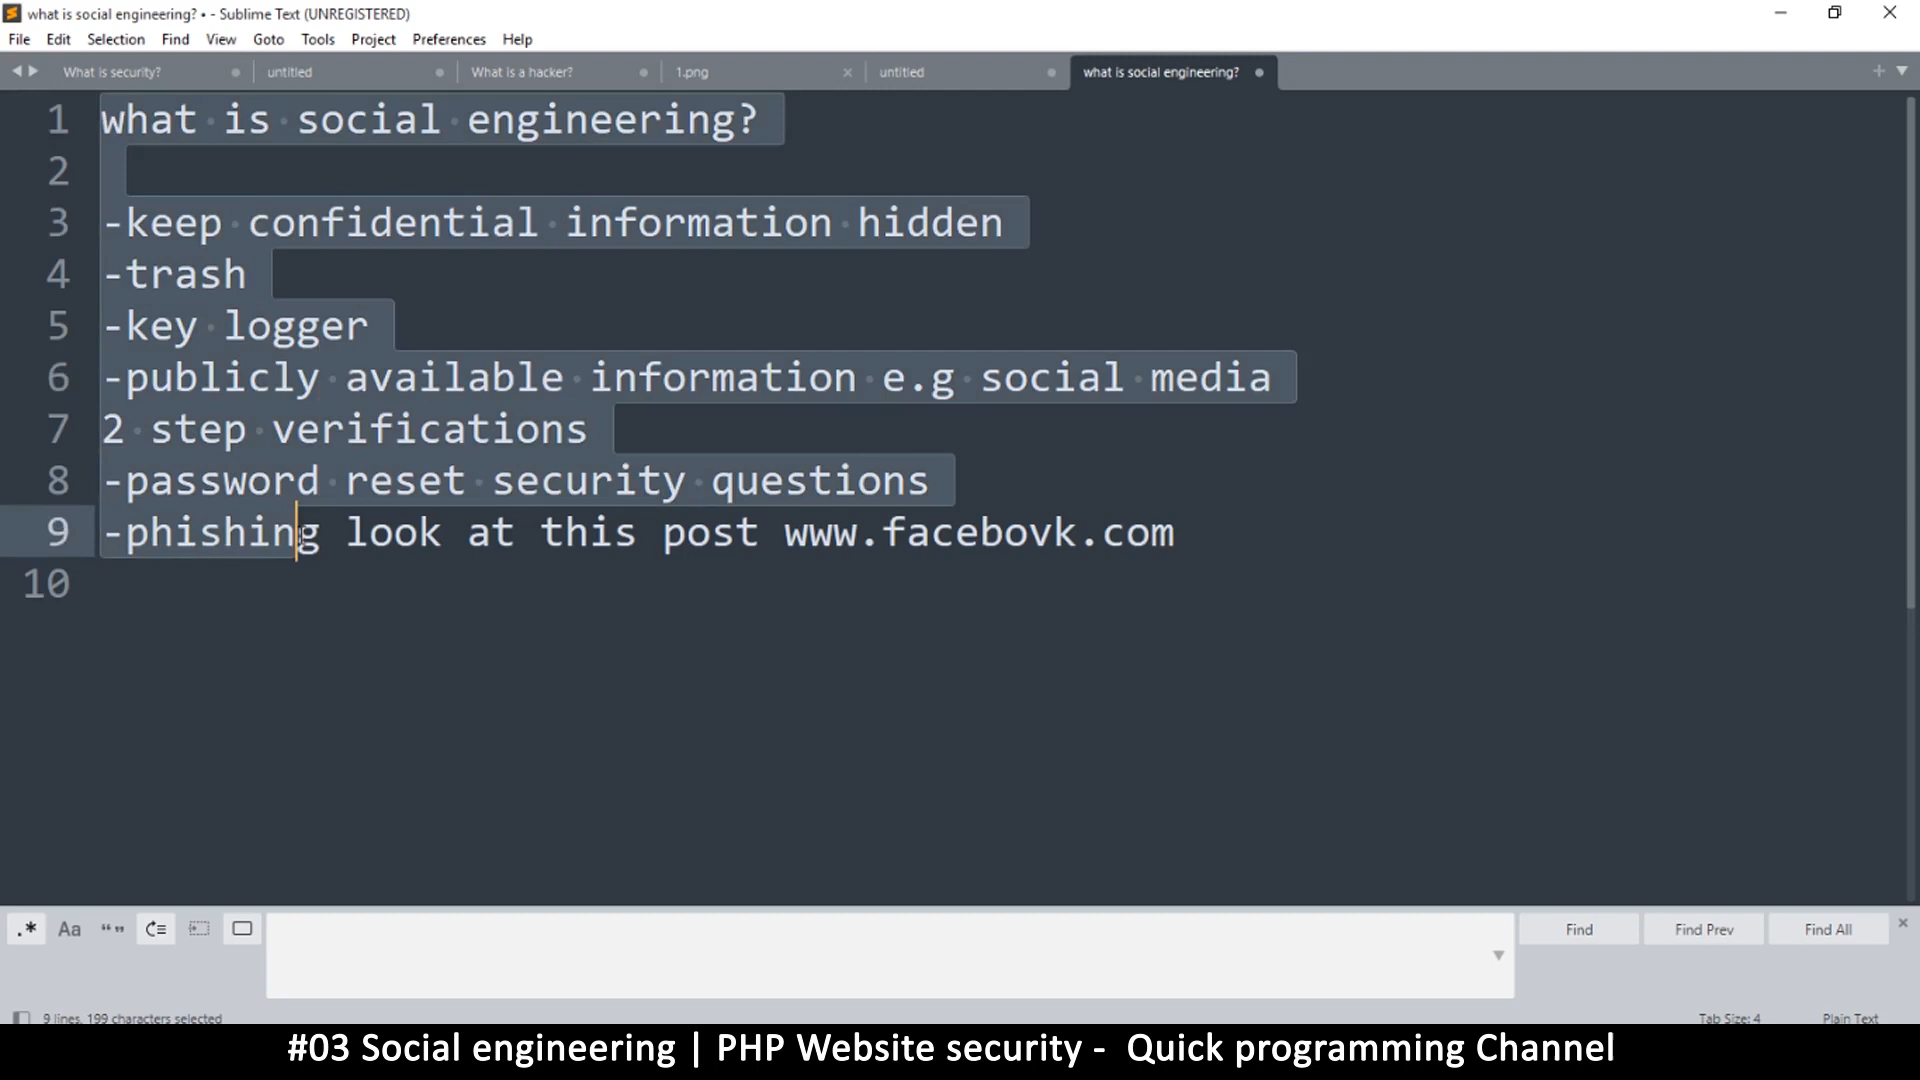 what is social engineering? • - Sublime Text (UNREGISTERED)
File Edit Selection Find View Goto Tools Project Preferences Help
What is security? untitled What is a hacker? 1.png untitled what is social engineering?
1 what is social engineering?
2
3 -keep confidential information hidden
4 -trash
5 -key logger
6 -publicly available information e.g social media
7 2 step verifications
8 -password reset security questions
9 -phishing look at this post www.facebovk.com
10
.* Aa “” Find Find Prev Find All
9 lines, 199 characters selected Tab Size: 4 Plain Text
#03 Social engineering | PHP Website security - Quick programming Channel